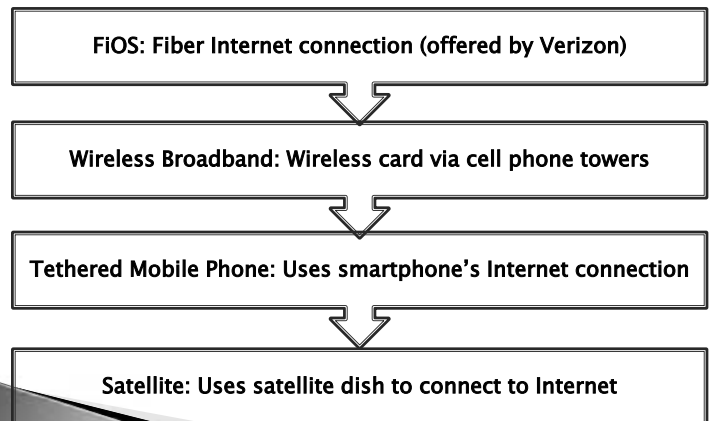 FiOS: Fiber Internet connection (offered by Verizon)
Wireless Broadband: Wireless card via cell phone towers
Tethered Mobile Phone: Uses smartphone’s Internet connection
Satellite: Uses satellite dish to connect to Internet